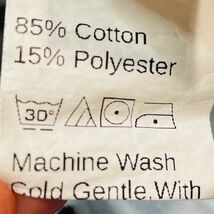 85% Cotton
15% Polyester
30°
Machine Wash
Cold Gentle.With